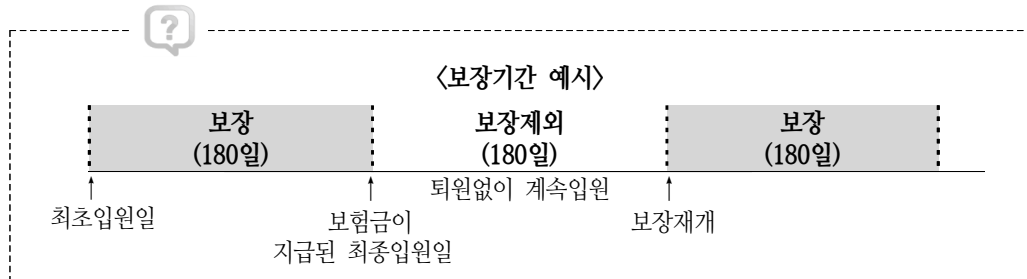 ?
〈보장기간 예시〉
보장 보장제외 보장
(180일) (180일) (180일)
퇴원없이 계속입원
↑ ↑ ↑
최초입원일 보험금이 보장재개
지급된 최종입원일